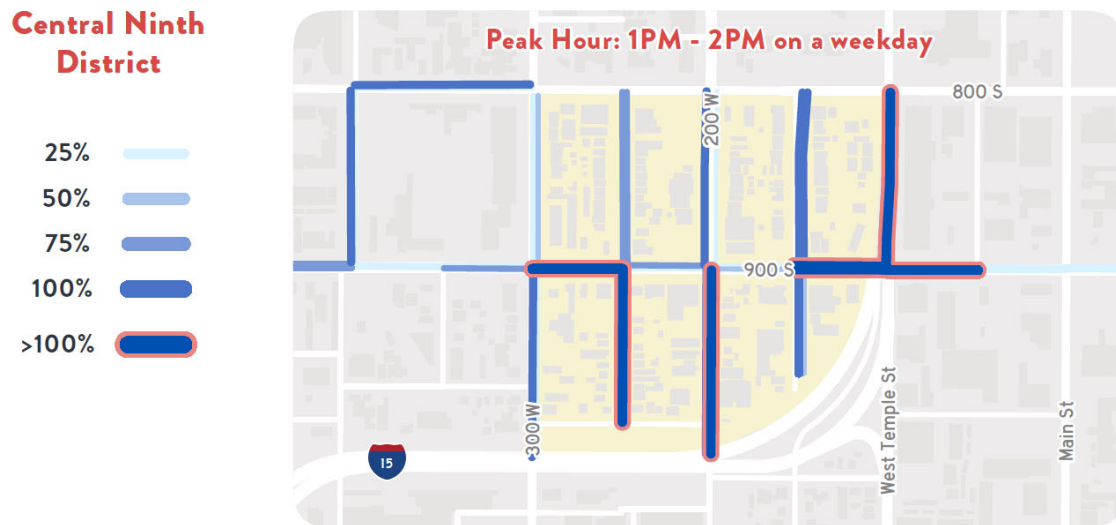 Central Ninth
District
25%
50%
75%
100%
>100%
Peak Hour: 1PM - 2PM on a weekday
800 S
200 W
900 S
300 W
West Temple St
Main St
15